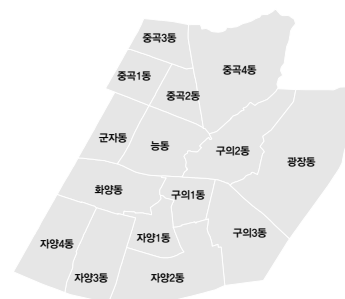 중곡3동
중곡4동
중곡1동
중곡2동
군자동
능동
구의2동
광장동
화양동
구의1동
구의3동
자양1동
자양4동
자양3동
자양2동